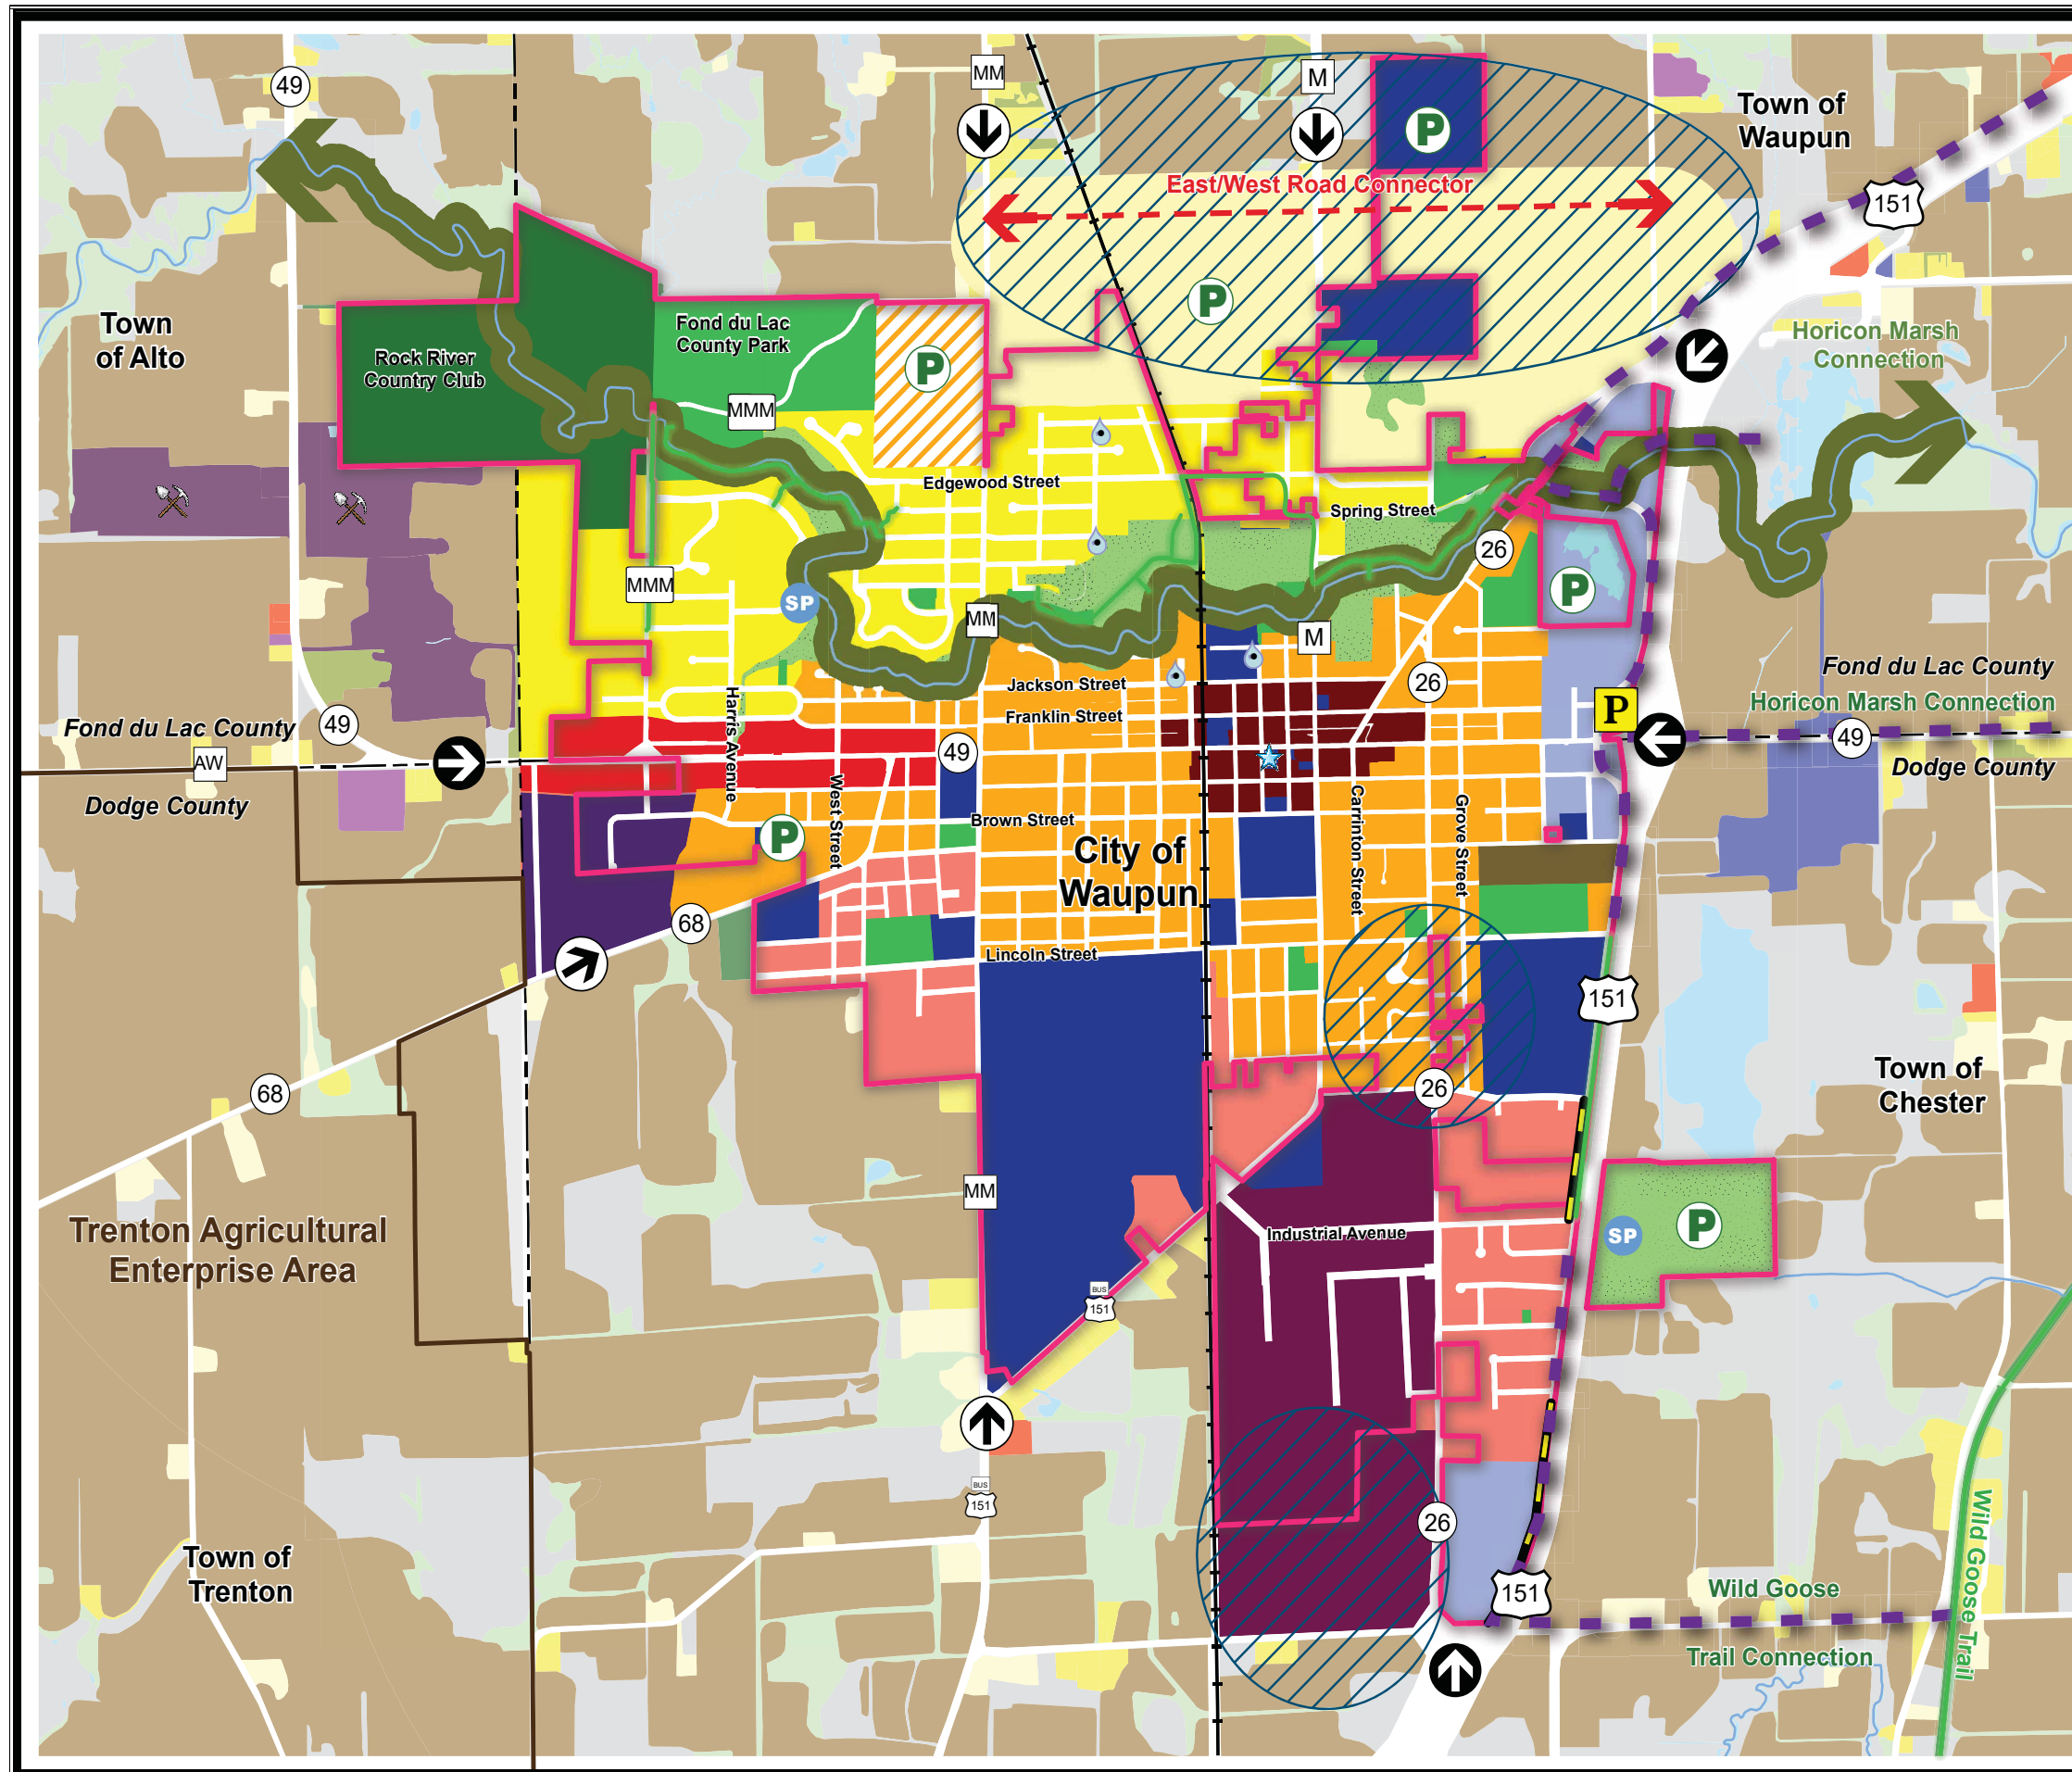 49
MM
M
P
Town of
Waupun
East/West Road Connector
151
Town
of Alto
Rock River
Country Club
Fond du Lac
County Park
P
P
Horicon Marsh
Connection
MMM
Edgewood Street
Spring Street
26
MMM
SP
MM
M
P
Jackson Street
Franklin Street
26
Harris Avenue
P
Fond du Lac County
Horicon Marsh Connection
49
Dodge County
Fond du Lac County
49
AW
Dodge County
49
West Street
Brown Street
P
City of
Waupun
Carrington Street
Grove Street
68
Lincoln Street
151
68
26
Town of
Chester
MM
Trenton Agricultural
Enterprise Area
Industrial Avenue
SP
P
BUS
151
BUS
151
26
Town of
Trenton
151
Wild Goose
Trail Connection
Wild Goose Trail